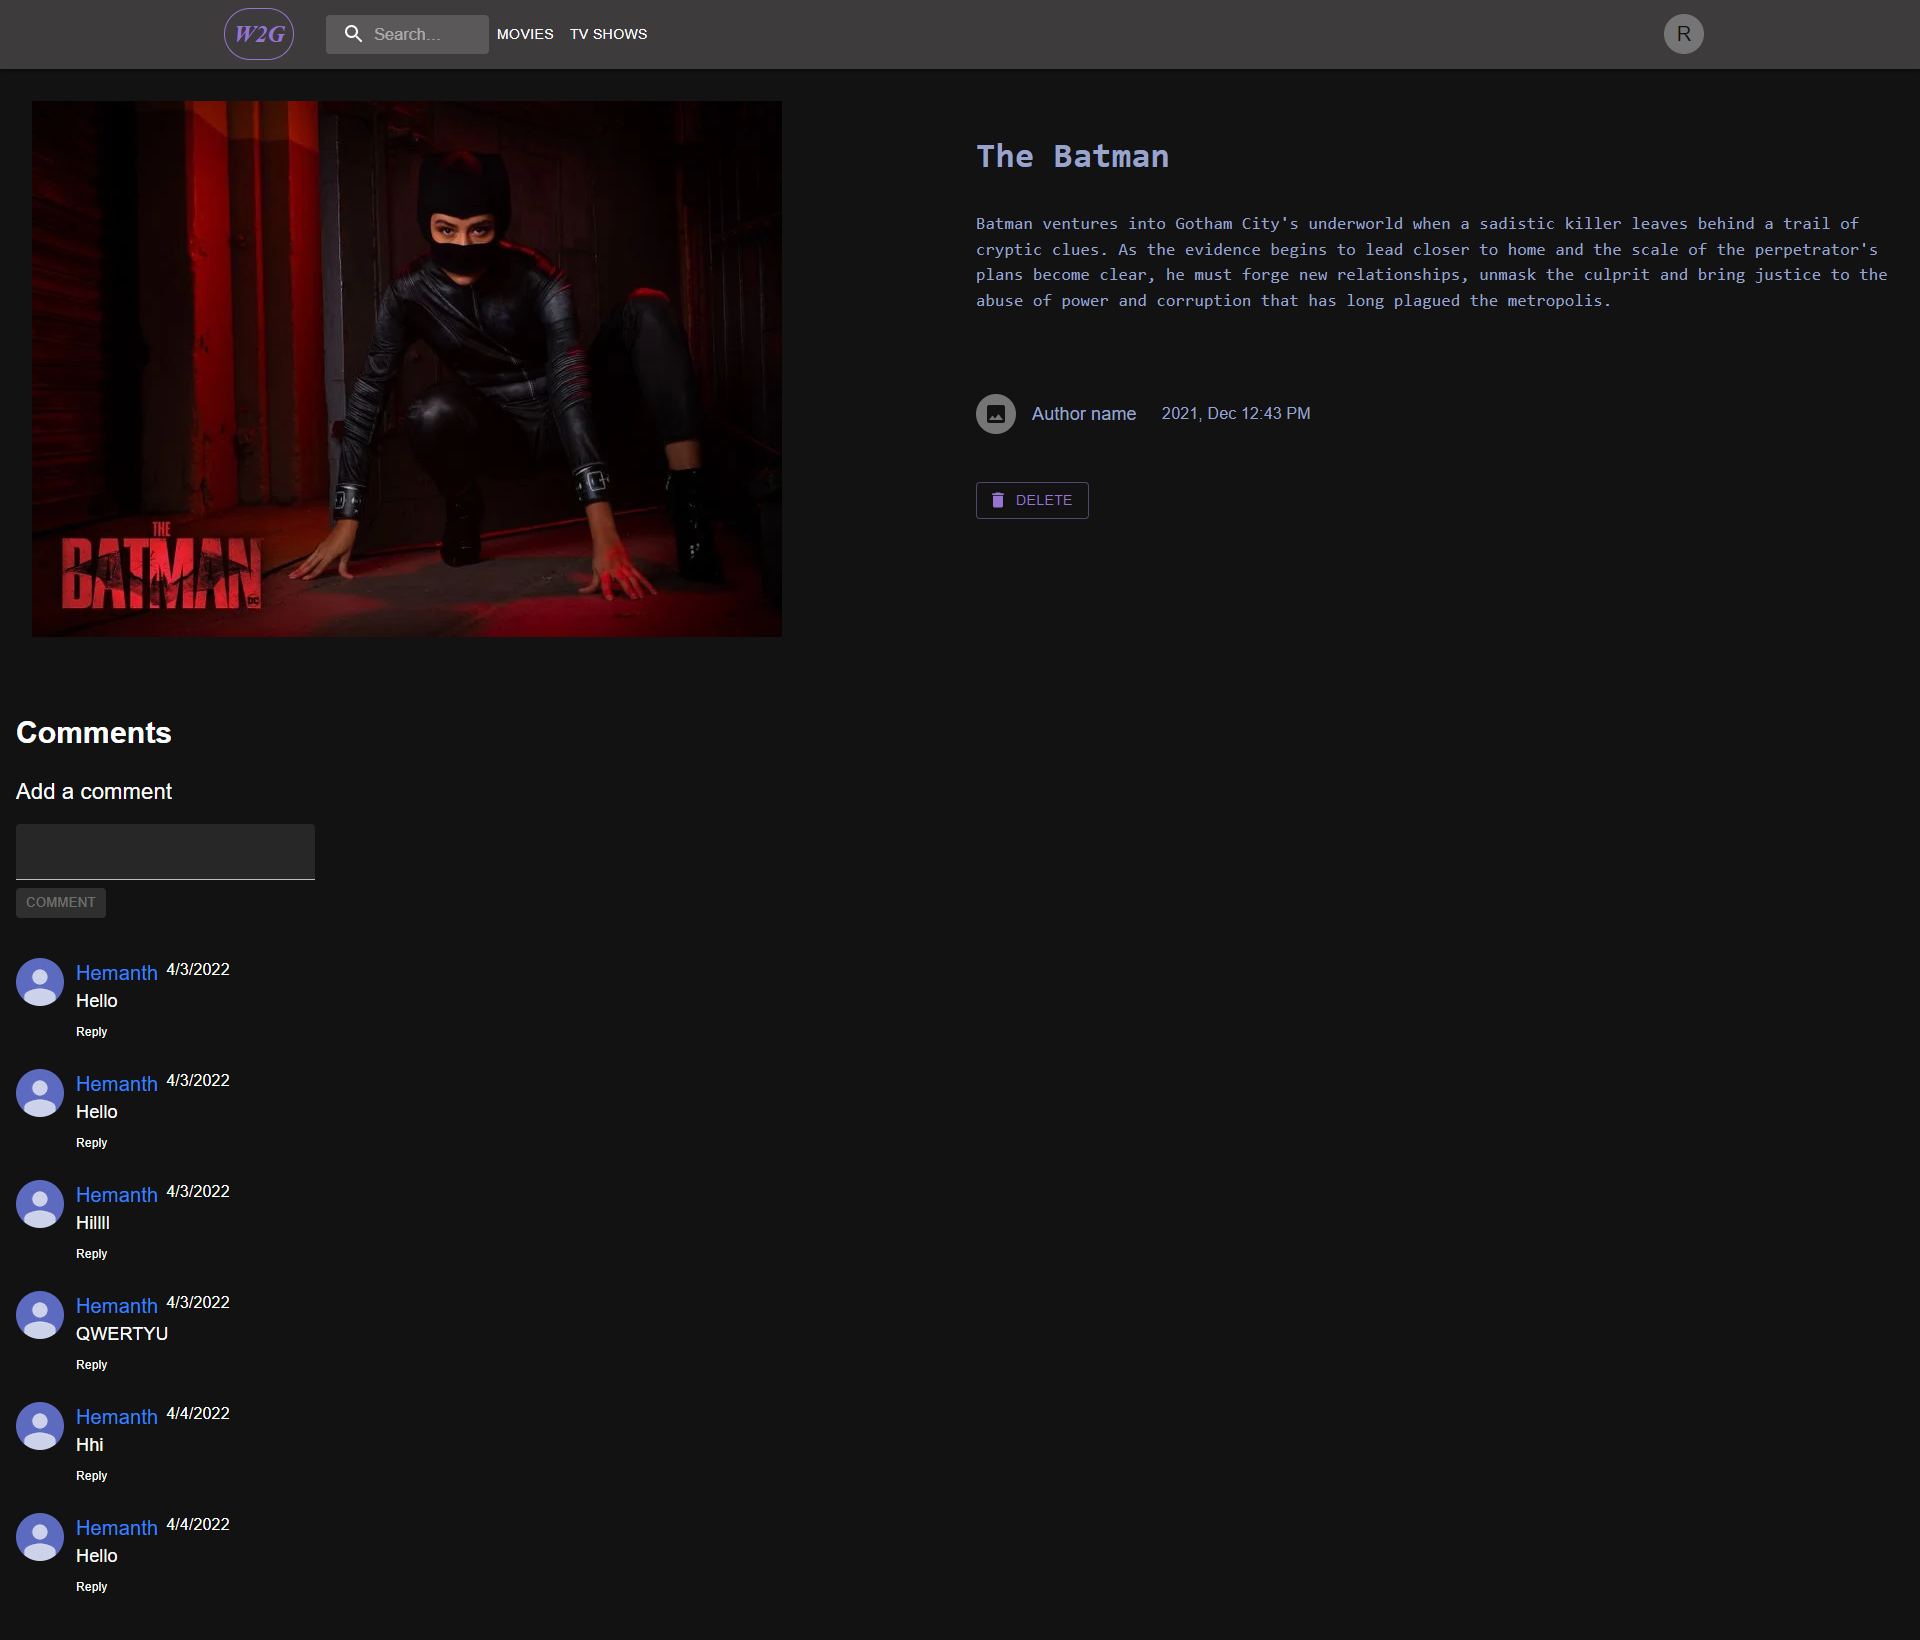 W2G
Search...
MOVIES
TV SHOWS
R
THE
BATMAN
DC
The Batman
Batman ventures into Gotham City's underworld when a sadistic killer leaves behind a trail of
cryptic clues. As the evidence begins to lead closer to home and the scale of the perpetrator's
plans become clear, he must forge new relationships, unmask the culprit and bring justice to the
abuse of power and corruption that has long plagued the metropolis.
Author name
2021, Dec 12:43 PM
DELETE
Comments
Add a comment
COMMENT
Hemanth 4/3/2022
Hello
Reply
Hemanth 4/3/2022
Hello
Reply
Hemanth 4/3/2022
Hillll
Reply
Hemanth 4/3/2022
QWERTYU
Reply
Hemanth 4/4/2022
Hhi
Reply
Hemanth 4/4/2022
Hello
Reply